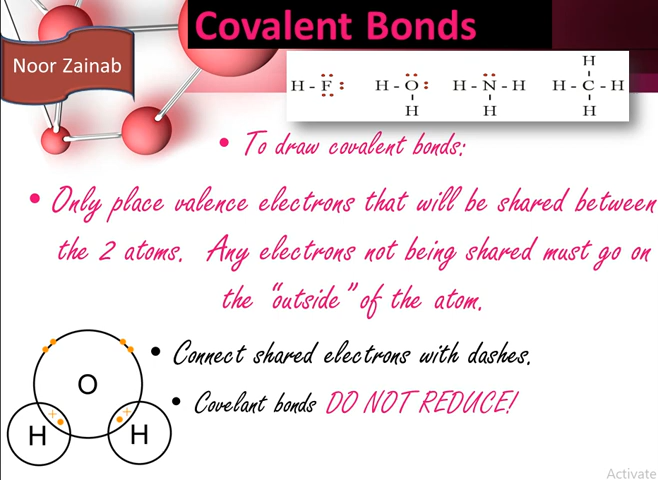 Covalent Bonds
Noor Zainab
H
H - F :
H - O :
H - N - H
H - C - H
H
H
H
• To draw covalent bonds:
• Only place valence electrons that will be shared between
the 2 atoms. Any electrons not being shared must go on
the "outside" of the atom.
• Connect shared electrons with dashes.
• Covelant bonds DO NOT REDUCE!
O
H
H
Activate